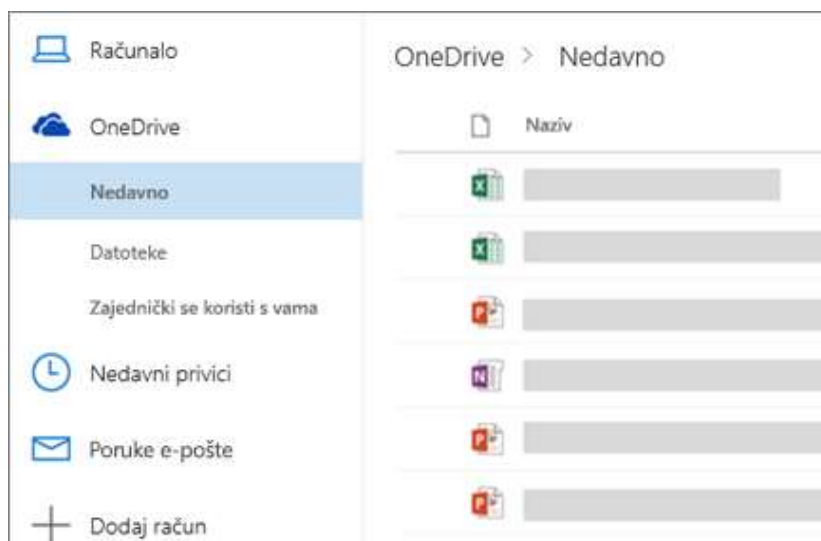 Računalo
OneDrive
Nedavno
Datoteke
Zajednički se koristi s vama
Nedavni privici
Poruke e-pošte
Dodaj račun
OneDrive > Nedavno
Naziv